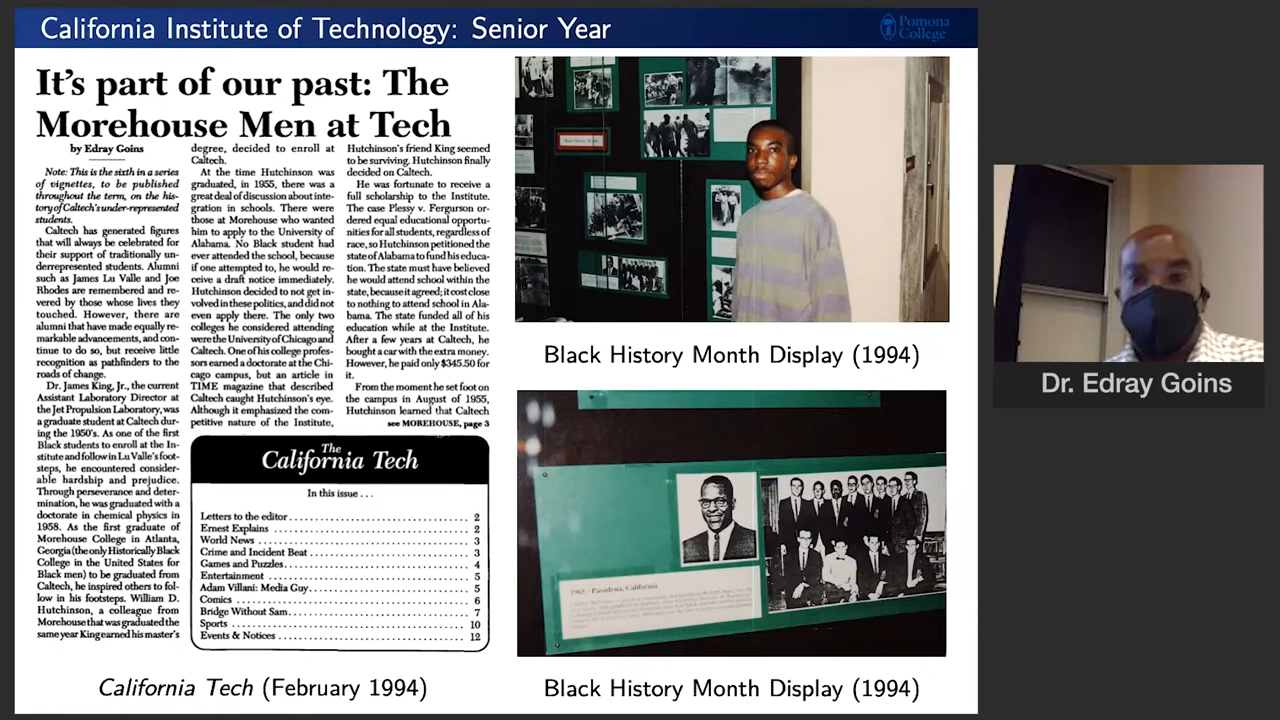 California Institute of Technology: Senior Year
Pomona
College
It's part of our past: The
Morehouse Men at Tech
by Edray Goins
Note: This is the sixth in a series
of vignettes, to be published
throughout the term, on the his-
tory of Caltech's under-represented
students.
Caltech has generated figures
that will always be celebrated for
their support of traditionally un-
derrepresented students. Alumni
such as James Lu Valle and Joe
Rhodes are remembered and re-
vered by those whose lives they
touched. However, there are
alumni that have made equally re-
markable advancements, and con-
tinue to do so, but receive little
recognition as pathfinders to the
roads of change.
Dr. James King, Jr., the current
Assistant Laboratory Director at
the Jet Propulsion Laboratory, was
a graduate student at Caltech dur-
ing the 1950's. As one of the first
Black students to enroll at the In-
stitute and follow in Lu Valle's foot-
steps, he encountered consider-
able hardship and prejudice.
Through perseverance and deter-
mination, he was graduated with a
doctorate in chemical physics in
1958. As the first graduate of
Morehouse College in Atlanta,
Georgia (the only Historically Black
College in the United States for
Black men) to be graduated from
Caltech, he inspired others to fol-
low in his footsteps. William D.
Hutchinson, a colleague from
Morehouse that was graduated the
same year King earned his master's
degree, decided to enroll at
Caltech.
At the time Hutchinson was
graduated, in 1955, there was a
great deal of discussion about inte-
gration in schools. There were
those at Morehouse who wanted
him to apply to the University of
Alabama. No Black student had
ever attended the school, because
if one attempted to, he would re-
ceive a draft notice immediately.
Hutchinson decided to not get in-
volved in these politics, and did not
even apply there. The only two
colleges he considered attending
were the University of Chicago and
Caltech. One of his college profes-
sors earned a doctorate at the Chi-
cago campus, but an article in
TIME magazine that described
Caltech caught Hutchinson's eye.
Although it emphasized the com-
petitive nature of the Institute,
Hutchinson's friend King seemed
to be surviving. Hutchinson finally
decided on Caltech.
He was fortunate to receive a
full scholarship to the Institute.
The case Plessy v. Fergurson or-
dered equal educational opportu-
nities for all students, regardless of
race, so Hutchinson petitioned the
state of Alabama to fund his educa-
tion. The state must have believed
he would attend school within the
state, because it agreed; it cost close
to nothing to attend school in Ala-
bama. The state funded all of his
education while at the Institute.
After a few years at Caltech, he
bought a car with the extra money.
However, he paid only $345.50 for
it.
From the moment he set foot on
the campus in August of 1955,
Hutchinson learned that Caltech
see MOREHOUSE, page 3
The
California Tech
In this issue . . .
Letters to the editor 2
Ernest Explains 2
World News 3
Crime and Incident Beat 3
Games and Puzzles 4
Entertainment 5
Adam Villani: Media Guy 5
Comics 6
Bridge Without Sam 7
Sports 10
Events & Notices 12
California Tech (February 1994)
Black History Month Display (1994)
1963 - Pasadena, California
Black History Month Display (1994)
Dr. Edray Goins